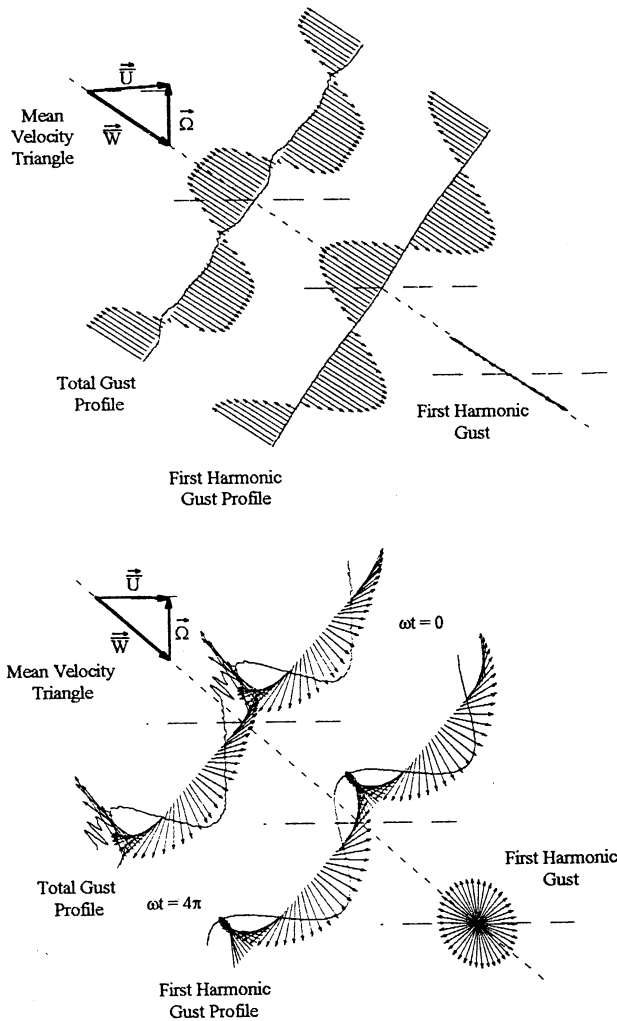 U
Mean
Velocity
Triangle
W
Ω
Total Gust
Profile
First Harmonic
Gust
First Harmonic
Gust Profile
U
W
Ω
Mean Velocity
Triangle
ωt = 0
First Harmonic
Gust
Total Gust
Profile
ωt = 4π
First Harmonic
Gust Profile